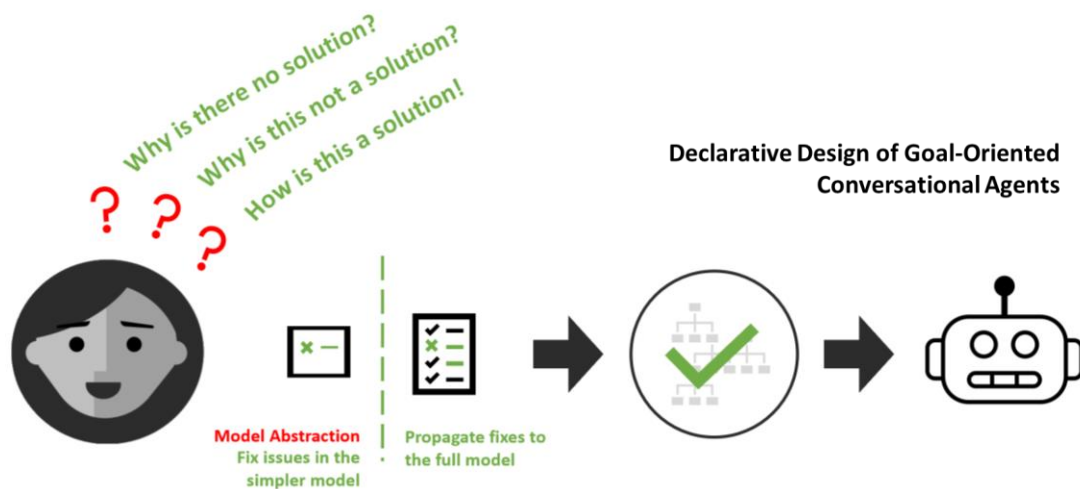 Why is there no solution?
Why is this not a solution?
How is this a solution!
? ? ?
Declarative Design of Goal-Oriented
Conversational Agents
Model Abstraction
Fix issues in the
simpler model
Propagate fixes to
the full model